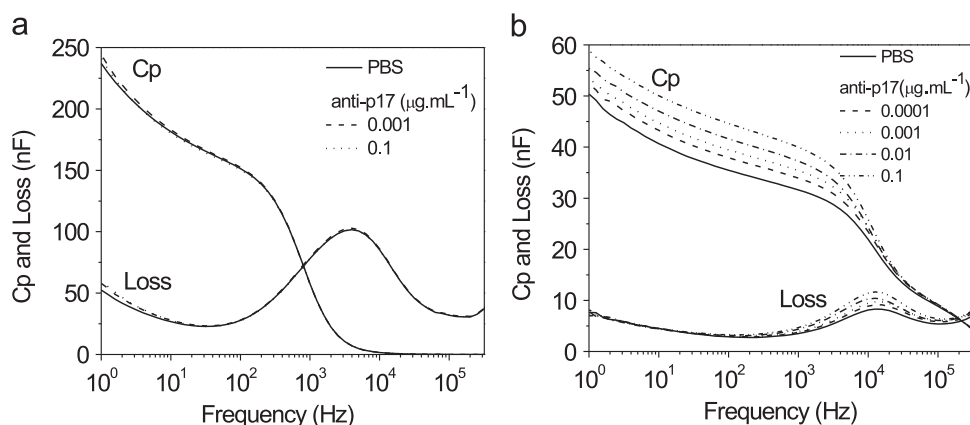 a
250
200
150
100
50
0
Cp and Loss (nF)
Cp
Loss
PBS
anti-p17 (μg.mL⁻¹)
0.001
0.1
10⁰
10¹
10²
10³
10⁴
10⁵
Frequency (Hz)
b
60
50
40
30
20
10
0
Cp and Loss (nF)
Cp
Loss
PBS
anti-p17(μg.mL⁻¹)
0.0001
0.001
0.01
0.1
10⁰
10¹
10²
10³
10⁴
10⁵
Frequency (Hz)